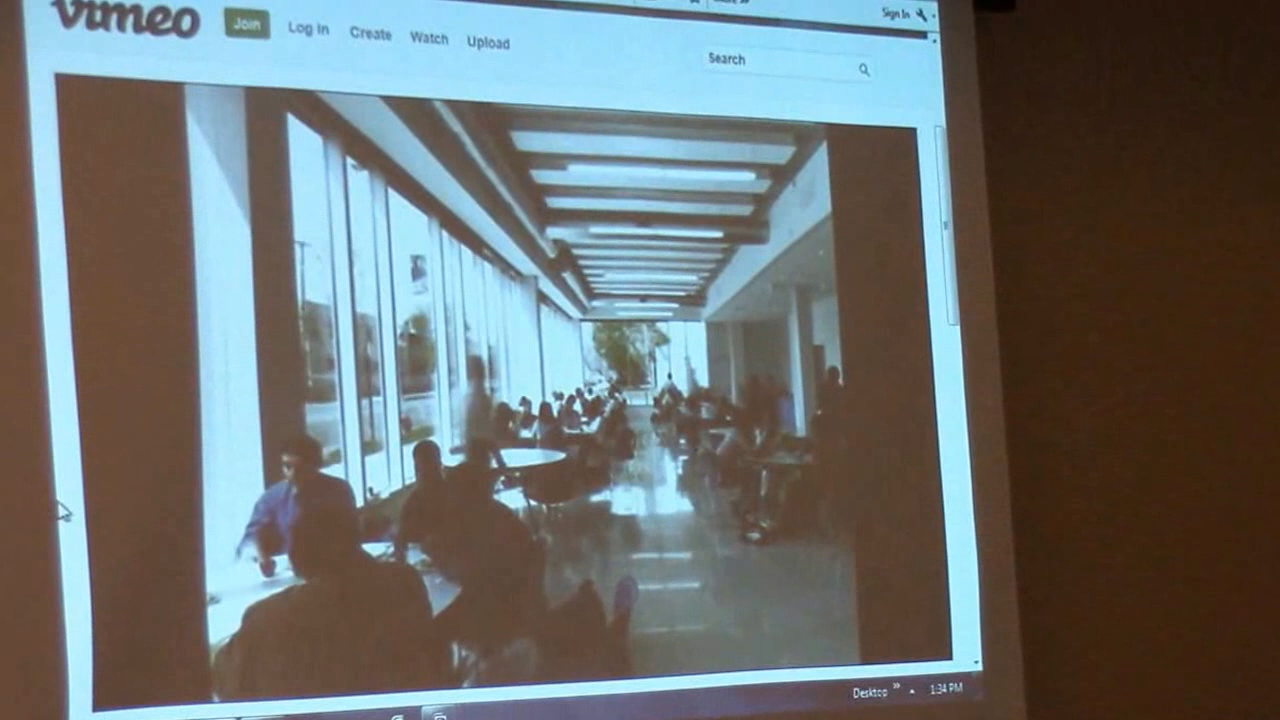 Sign In
vimeo Join Log In Create Watch Upload
Search
Desktop 1:34 PM